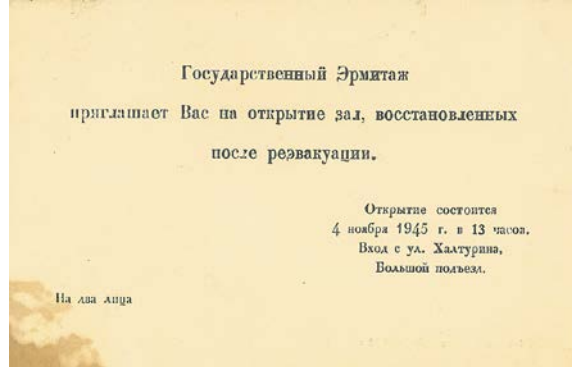 Государственный Эрмитаж
приглашает Вас на открытие зал, восстановленных
после реэвакуации.
Открытие состоится
4 ноября 1945 г. в 13 часов.
Вход с ул. Халтурина,
Большой подъезд.
На два лица